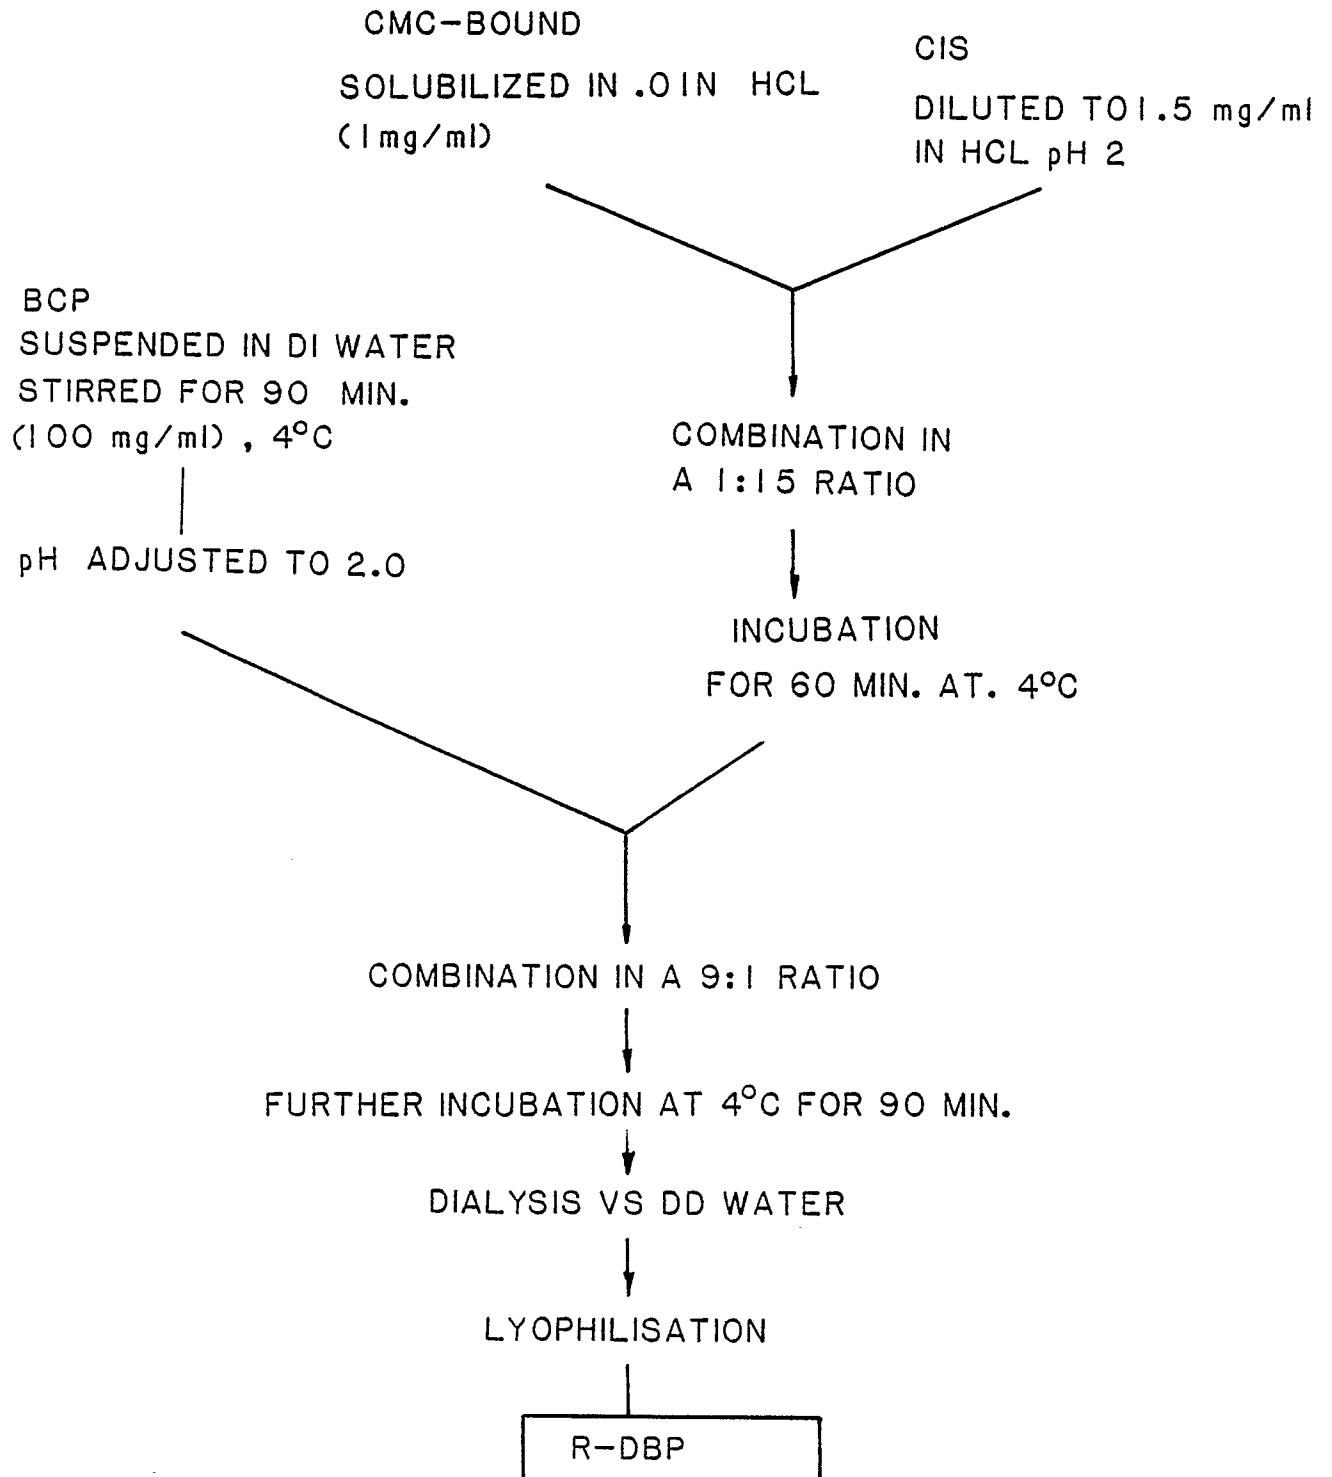 CMC-BOUND
SOLUBILIZED IN .01N HCL
(1mg/ml)
CIS
DILUTED TO 1.5 mg/ml
IN HCL pH 2
BCP
SUSPENDED IN DI WATER
STIRRED FOR 90 MIN.
(100 mg/ml), 4°C
pH ADJUSTED TO 2.0
COMBINATION IN
A 1:15 RATIO
INCUBATION
FOR 60 MIN. AT. 4°C
COMBINATION IN A 9:1 RATIO
FURTHER INCUBATION AT 4°C FOR 90 MIN.
DIALYSIS VS DD WATER
LYOPHILISATION
R-DBP